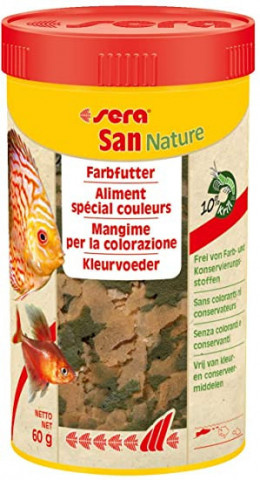 sera
San Nature
Farbfutter
Aliment
spécial couleurs
Mangime
per la colorazione
Kleurvoeder
10%
Krill
Frei von Farb- und
Konservierungs-
stoffen
Sans colorants ni
conservateurs
Senza coloranti e
conservanti
Vrij van kleur-
en conserveer-
middelen
NETTO
NET
60 g